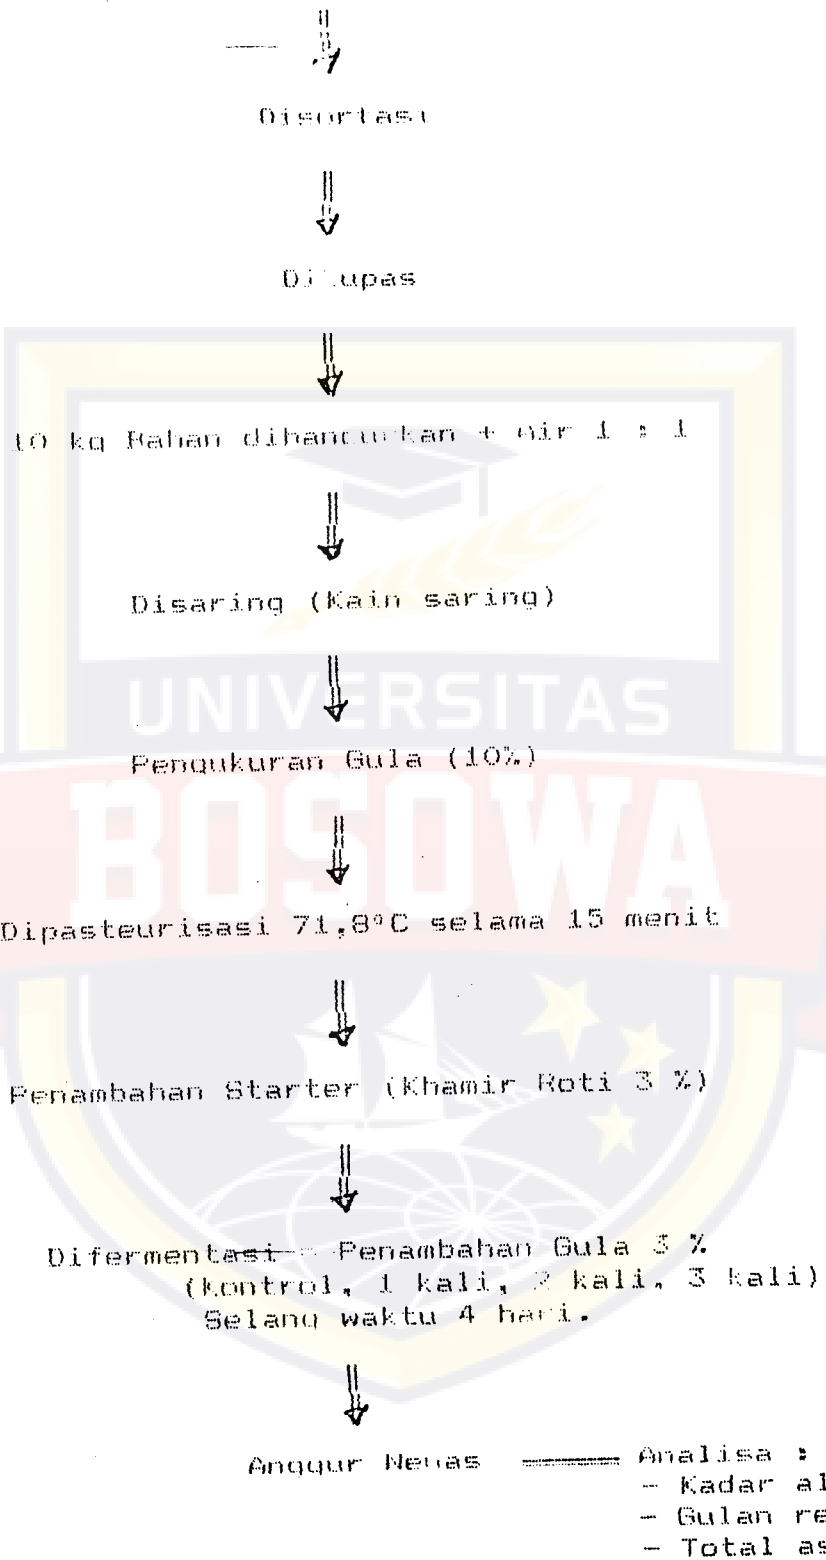 Disortasi
Dikupas
10 kg Bahan dihancurkan + Air 1 : 1
Disaring (Kain saring)
UNIVERSITAS
Pengukuran Gula (10%)
BOSOWA
Dipasteurisasi 71,8°C selama 15 menit
Penambahan Starter (Khamir Roti 3 %)
Difermentasi - Penambahan Gula 3 %
(kontrol, 1 kali, 2 kali, 3 kali)
Selang waktu 4 hari.
Anggur Nenas Analisa :
- Kadar al
- Gulan re
- Total as